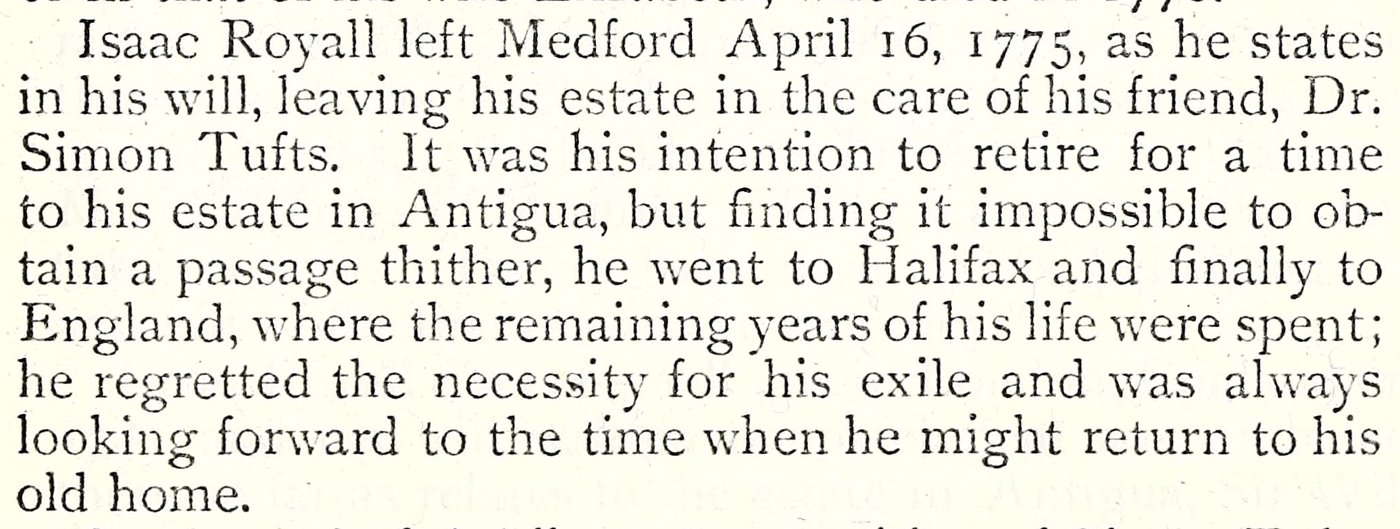 Isaac Royall left Medford April 16, 1775, as he states
in his will, leaving his estate in the care of his friend, Dr.
Simon Tufts. It was his intention to retire for a time
to his estate in Antigua, but finding it impossible to ob-
tain a passage thither, he went to Halifax and finally to
England, where the remaining years of his life were spent;
he regretted the necessity for his exile and was always
looking forward to the time when he might return to his
old home.